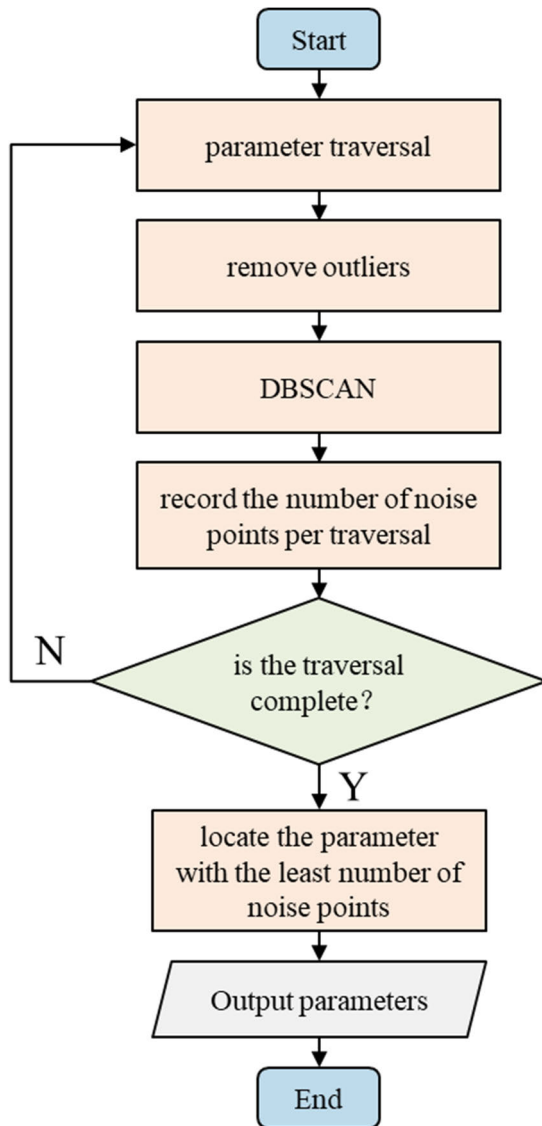 Start
parameter traversal
remove outliers
DBSCAN
record the number of noise
points per traversal
N
is the traversal
complete？
Y
locate the parameter
with the least number of
noise points
Output parameters
End